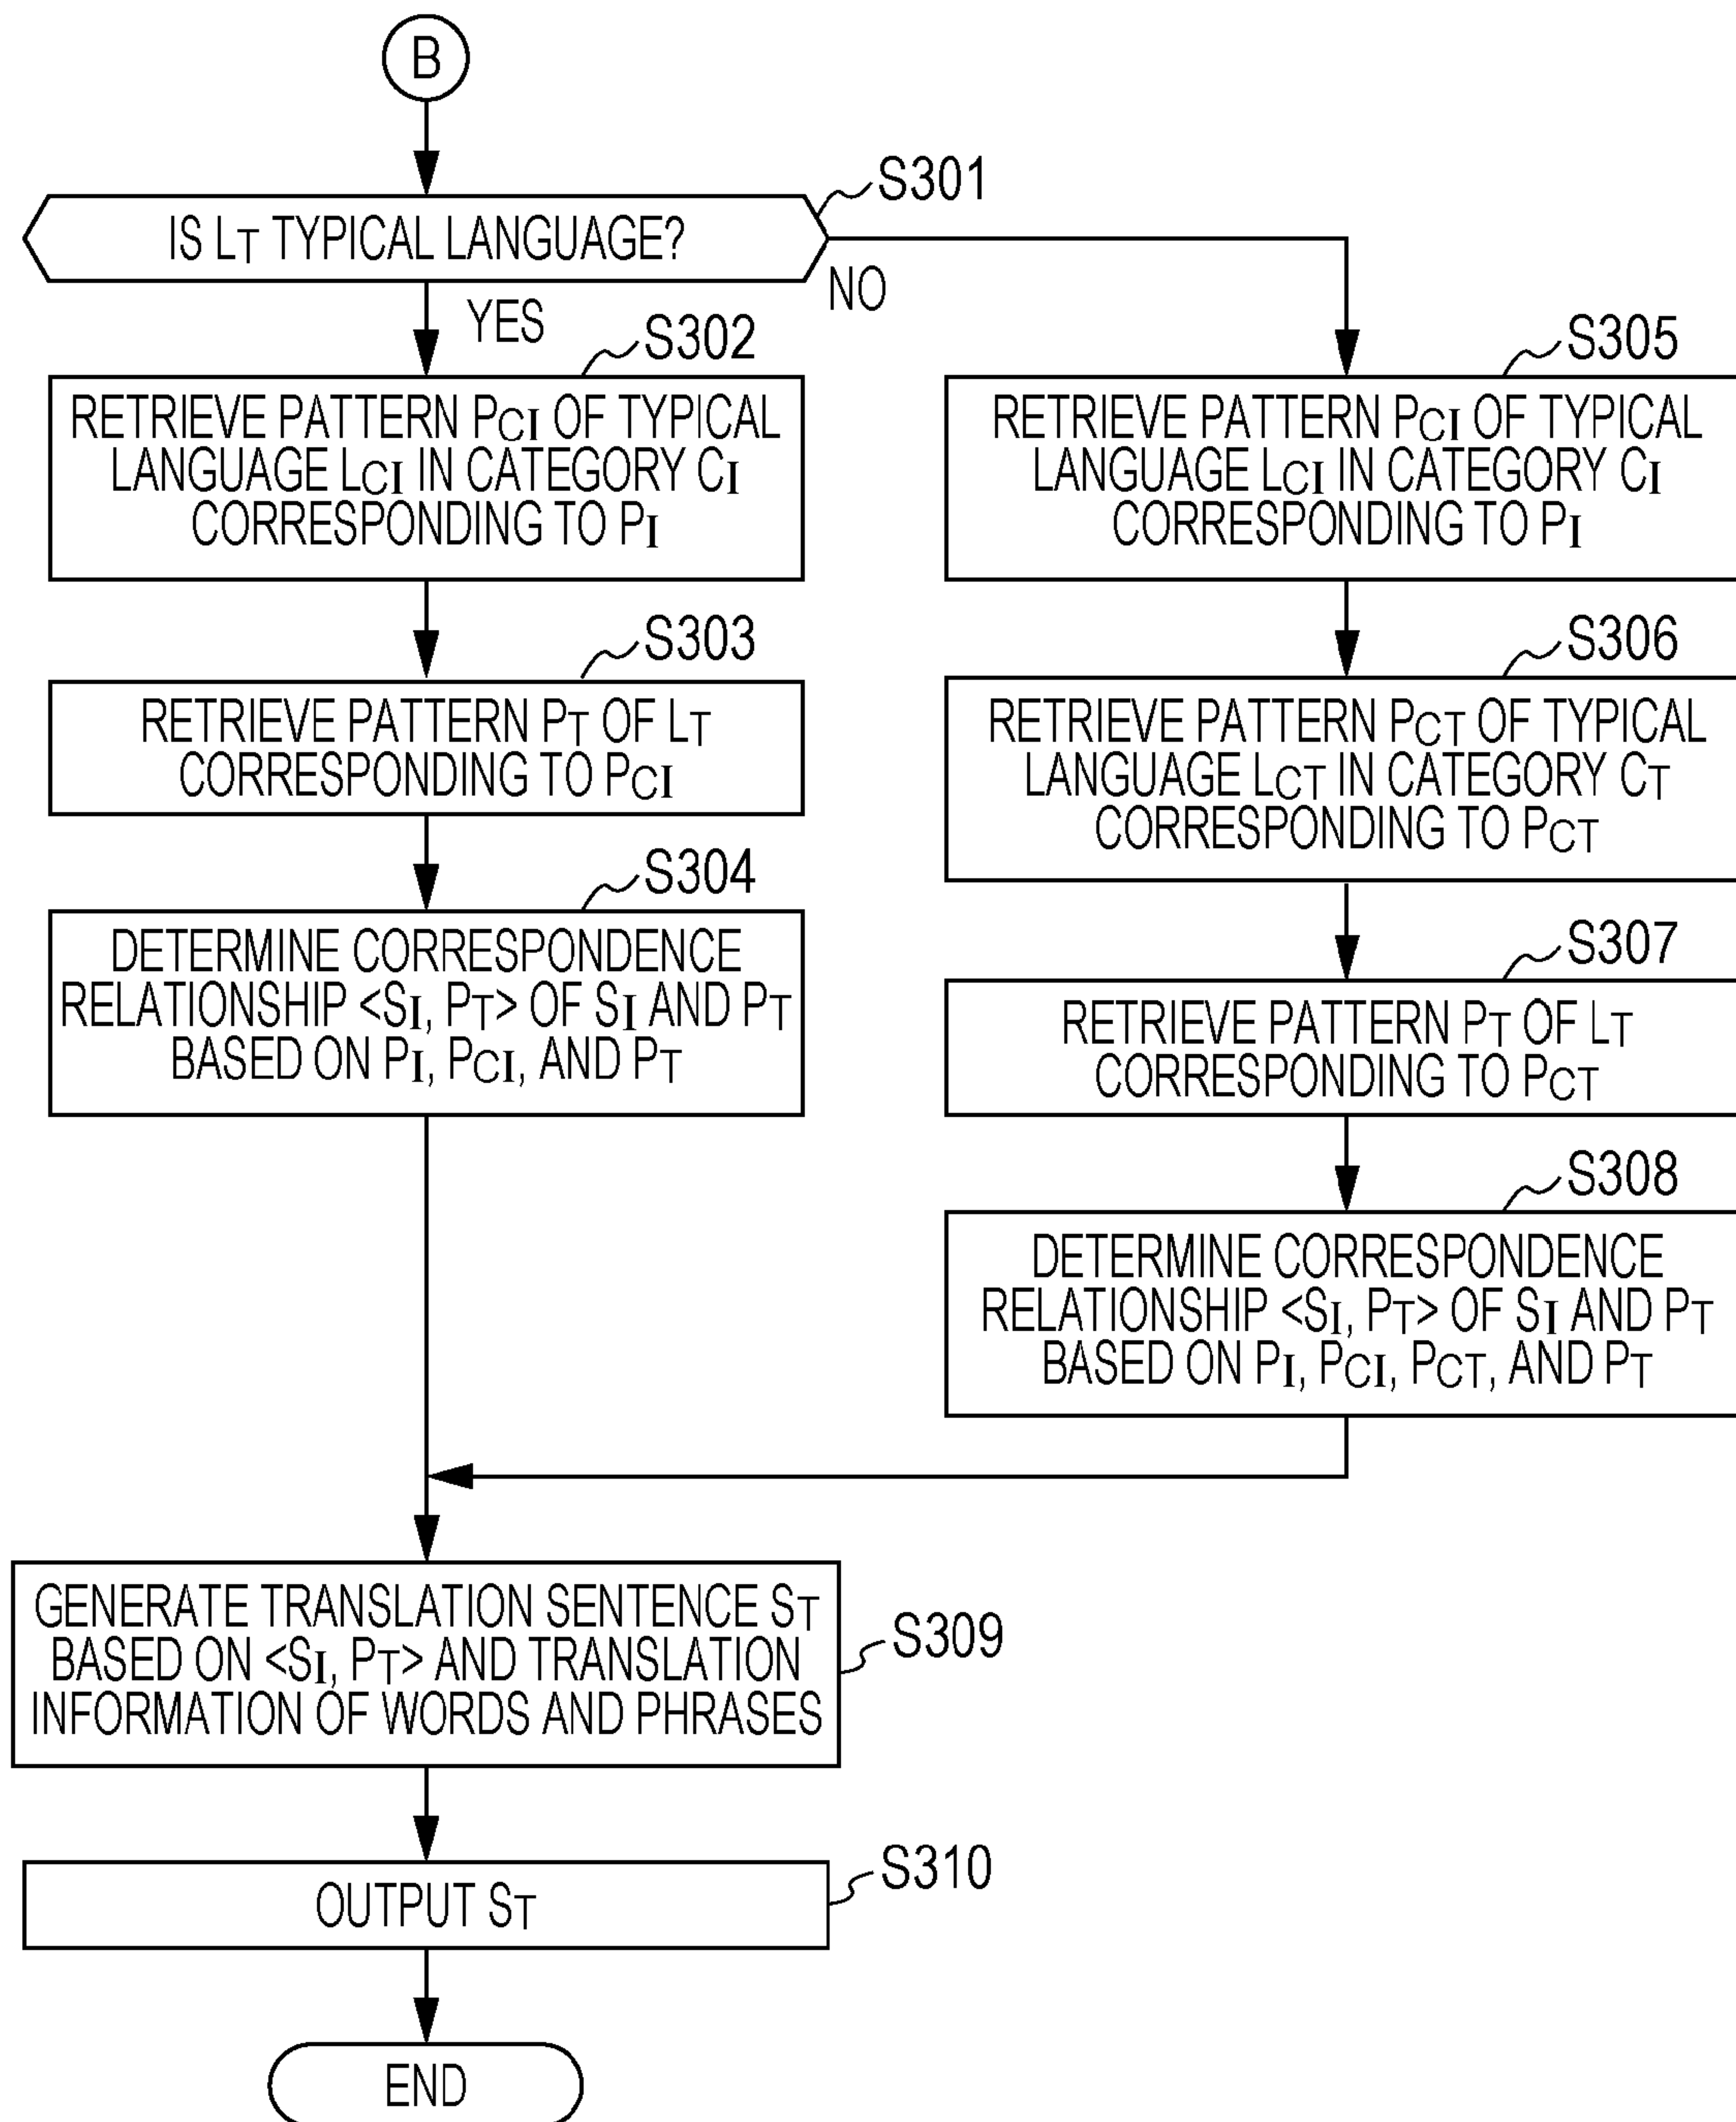 B
S301
IS LT TYPICAL LANGUAGE?
NO
YES
S302
RETRIEVE PATTERN PCI OF TYPICAL
LANGUAGE LCI IN CATEGORY CI
CORRESPONDING TO PI
S303
RETRIEVE PATTERN PT OF LT
CORRESPONDING TO PCI
S304
DETERMINE CORRESPONDENCE
RELATIONSHIP <SI, PT> OF SI AND PT
BASED ON PI, PCI, AND PT
S305
RETRIEVE PATTERN PCI OF TYPICAL
LANGUAGE LCI IN CATEGORY CI
CORRESPONDING TO PI
S306
RETRIEVE PATTERN PCT OF TYPICAL
LANGUAGE LCT IN CATEGORY CT
CORRESPONDING TO PCT
S307
RETRIEVE PATTERN PT OF LT
CORRESPONDING TO PCT
S308
DETERMINE CORRESPONDENCE
RELATIONSHIP <SI, PT> OF SI AND PT
BASED ON PI, PCI, PCT, AND PT
GENERATE TRANSLATION SENTENCE ST
BASED ON <SI, PT> AND TRANSLATION
INFORMATION OF WORDS AND PHRASES
S309
OUTPUT ST
S310
END